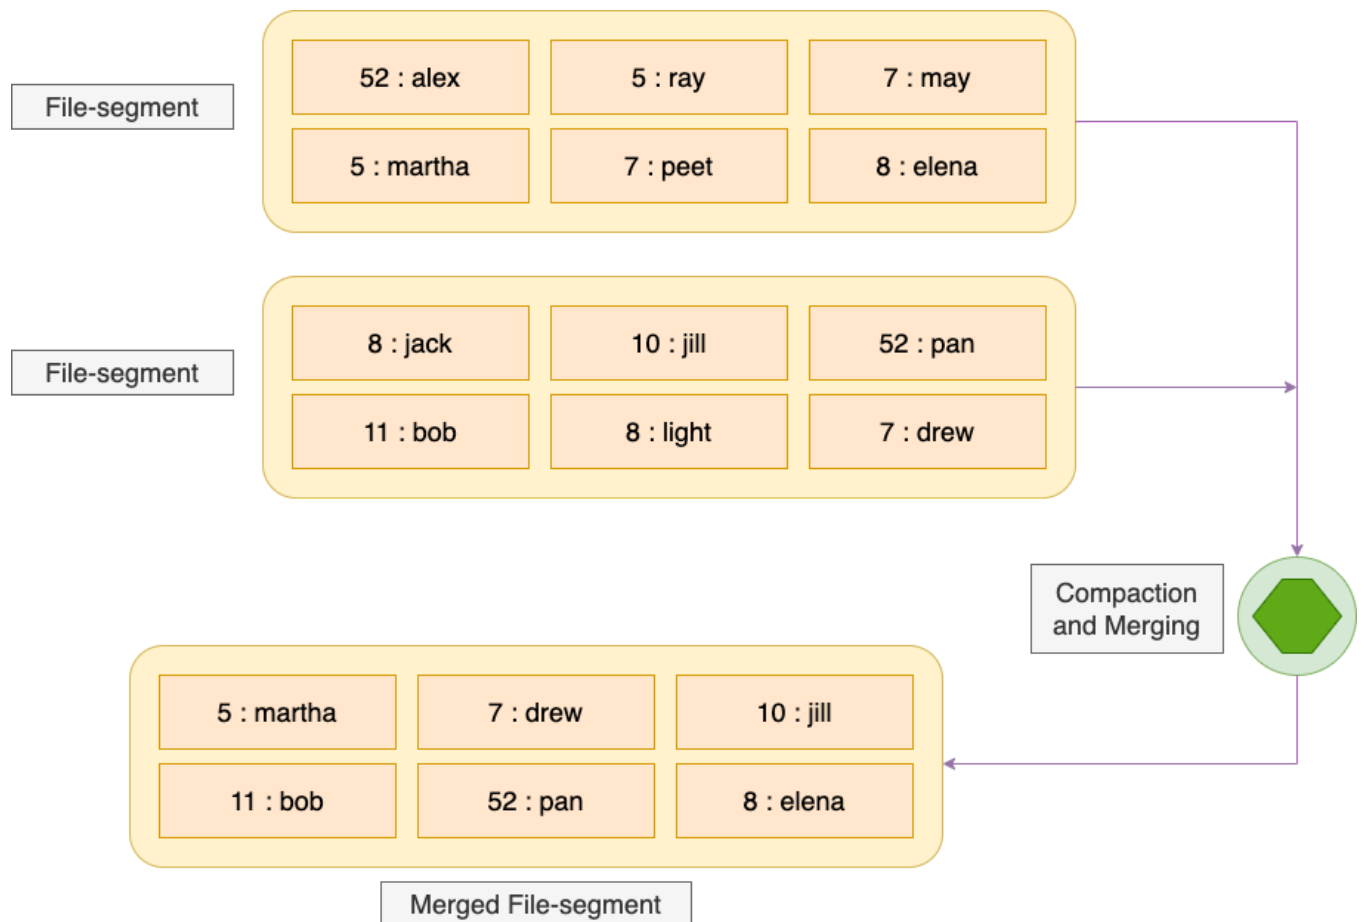 52 : alex
5 : ray
7 : may
File-segment
5 : martha
7 : peet
8 : elena
8 : jack
10 : jill
52 : pan
File-segment
11 : bob
8 : light
7 : drew
Compaction
and Merging
5 : martha
7 : drew
10 : jill
11 : bob
52 : pan
8 : elena
Merged File-segment